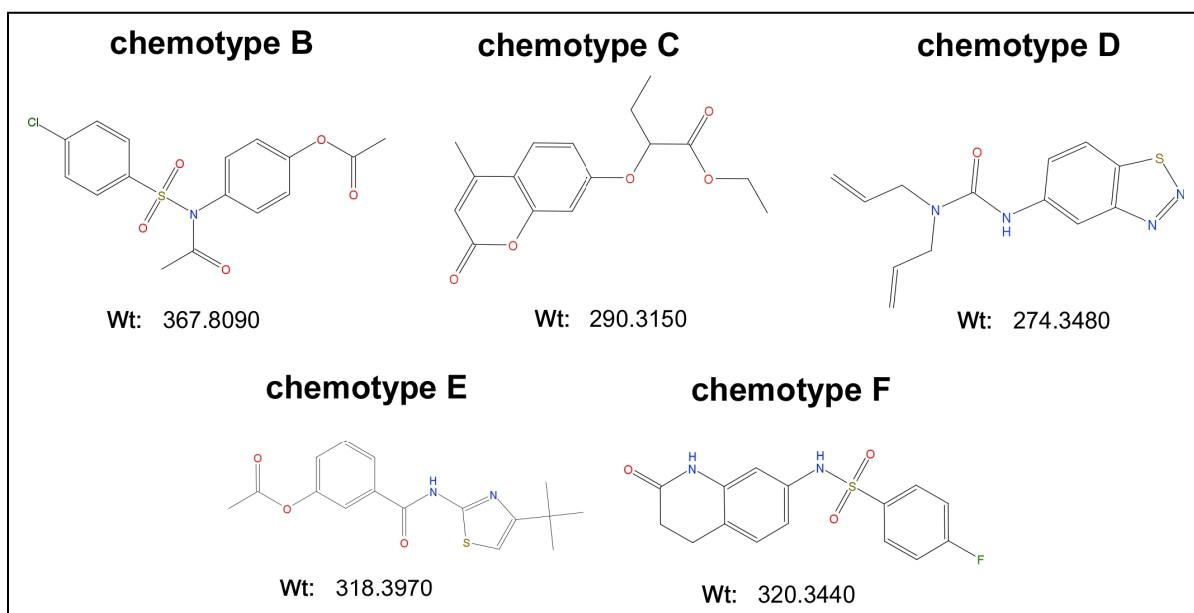 chemotype B
chemotype C
chemotype D
Cl
O
S
O
N
O
O
O
Wt: 367.8090
O
O
O
O
O
Wt: 290.3150
O
N
N
H
S
N
N
Wt: 274.3480
chemotype E
chemotype F
O
O
O
H
N
N
S
Wt: 318.3970
O
H
N
H
N
O
S
O
F
Wt: 320.3440